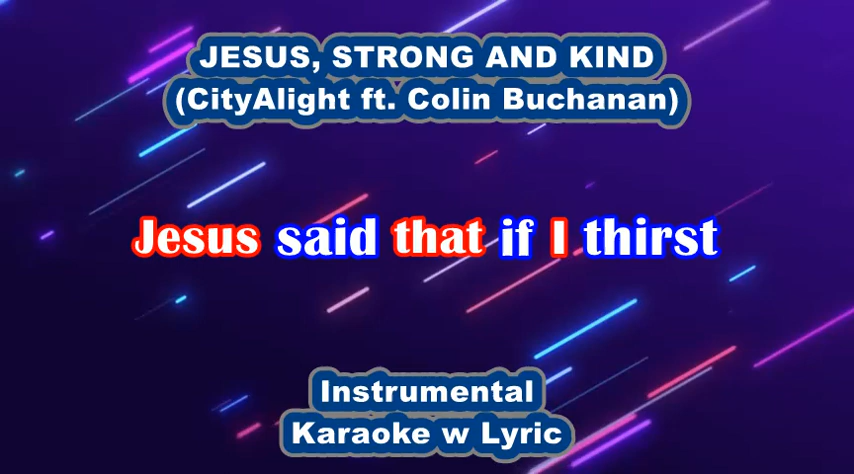 JESUS, STRONG AND KIND
(CityAlight ft. Colin Buchanan)
Jesus said that if I thirst
Instrumental
Karaoke w Lyric